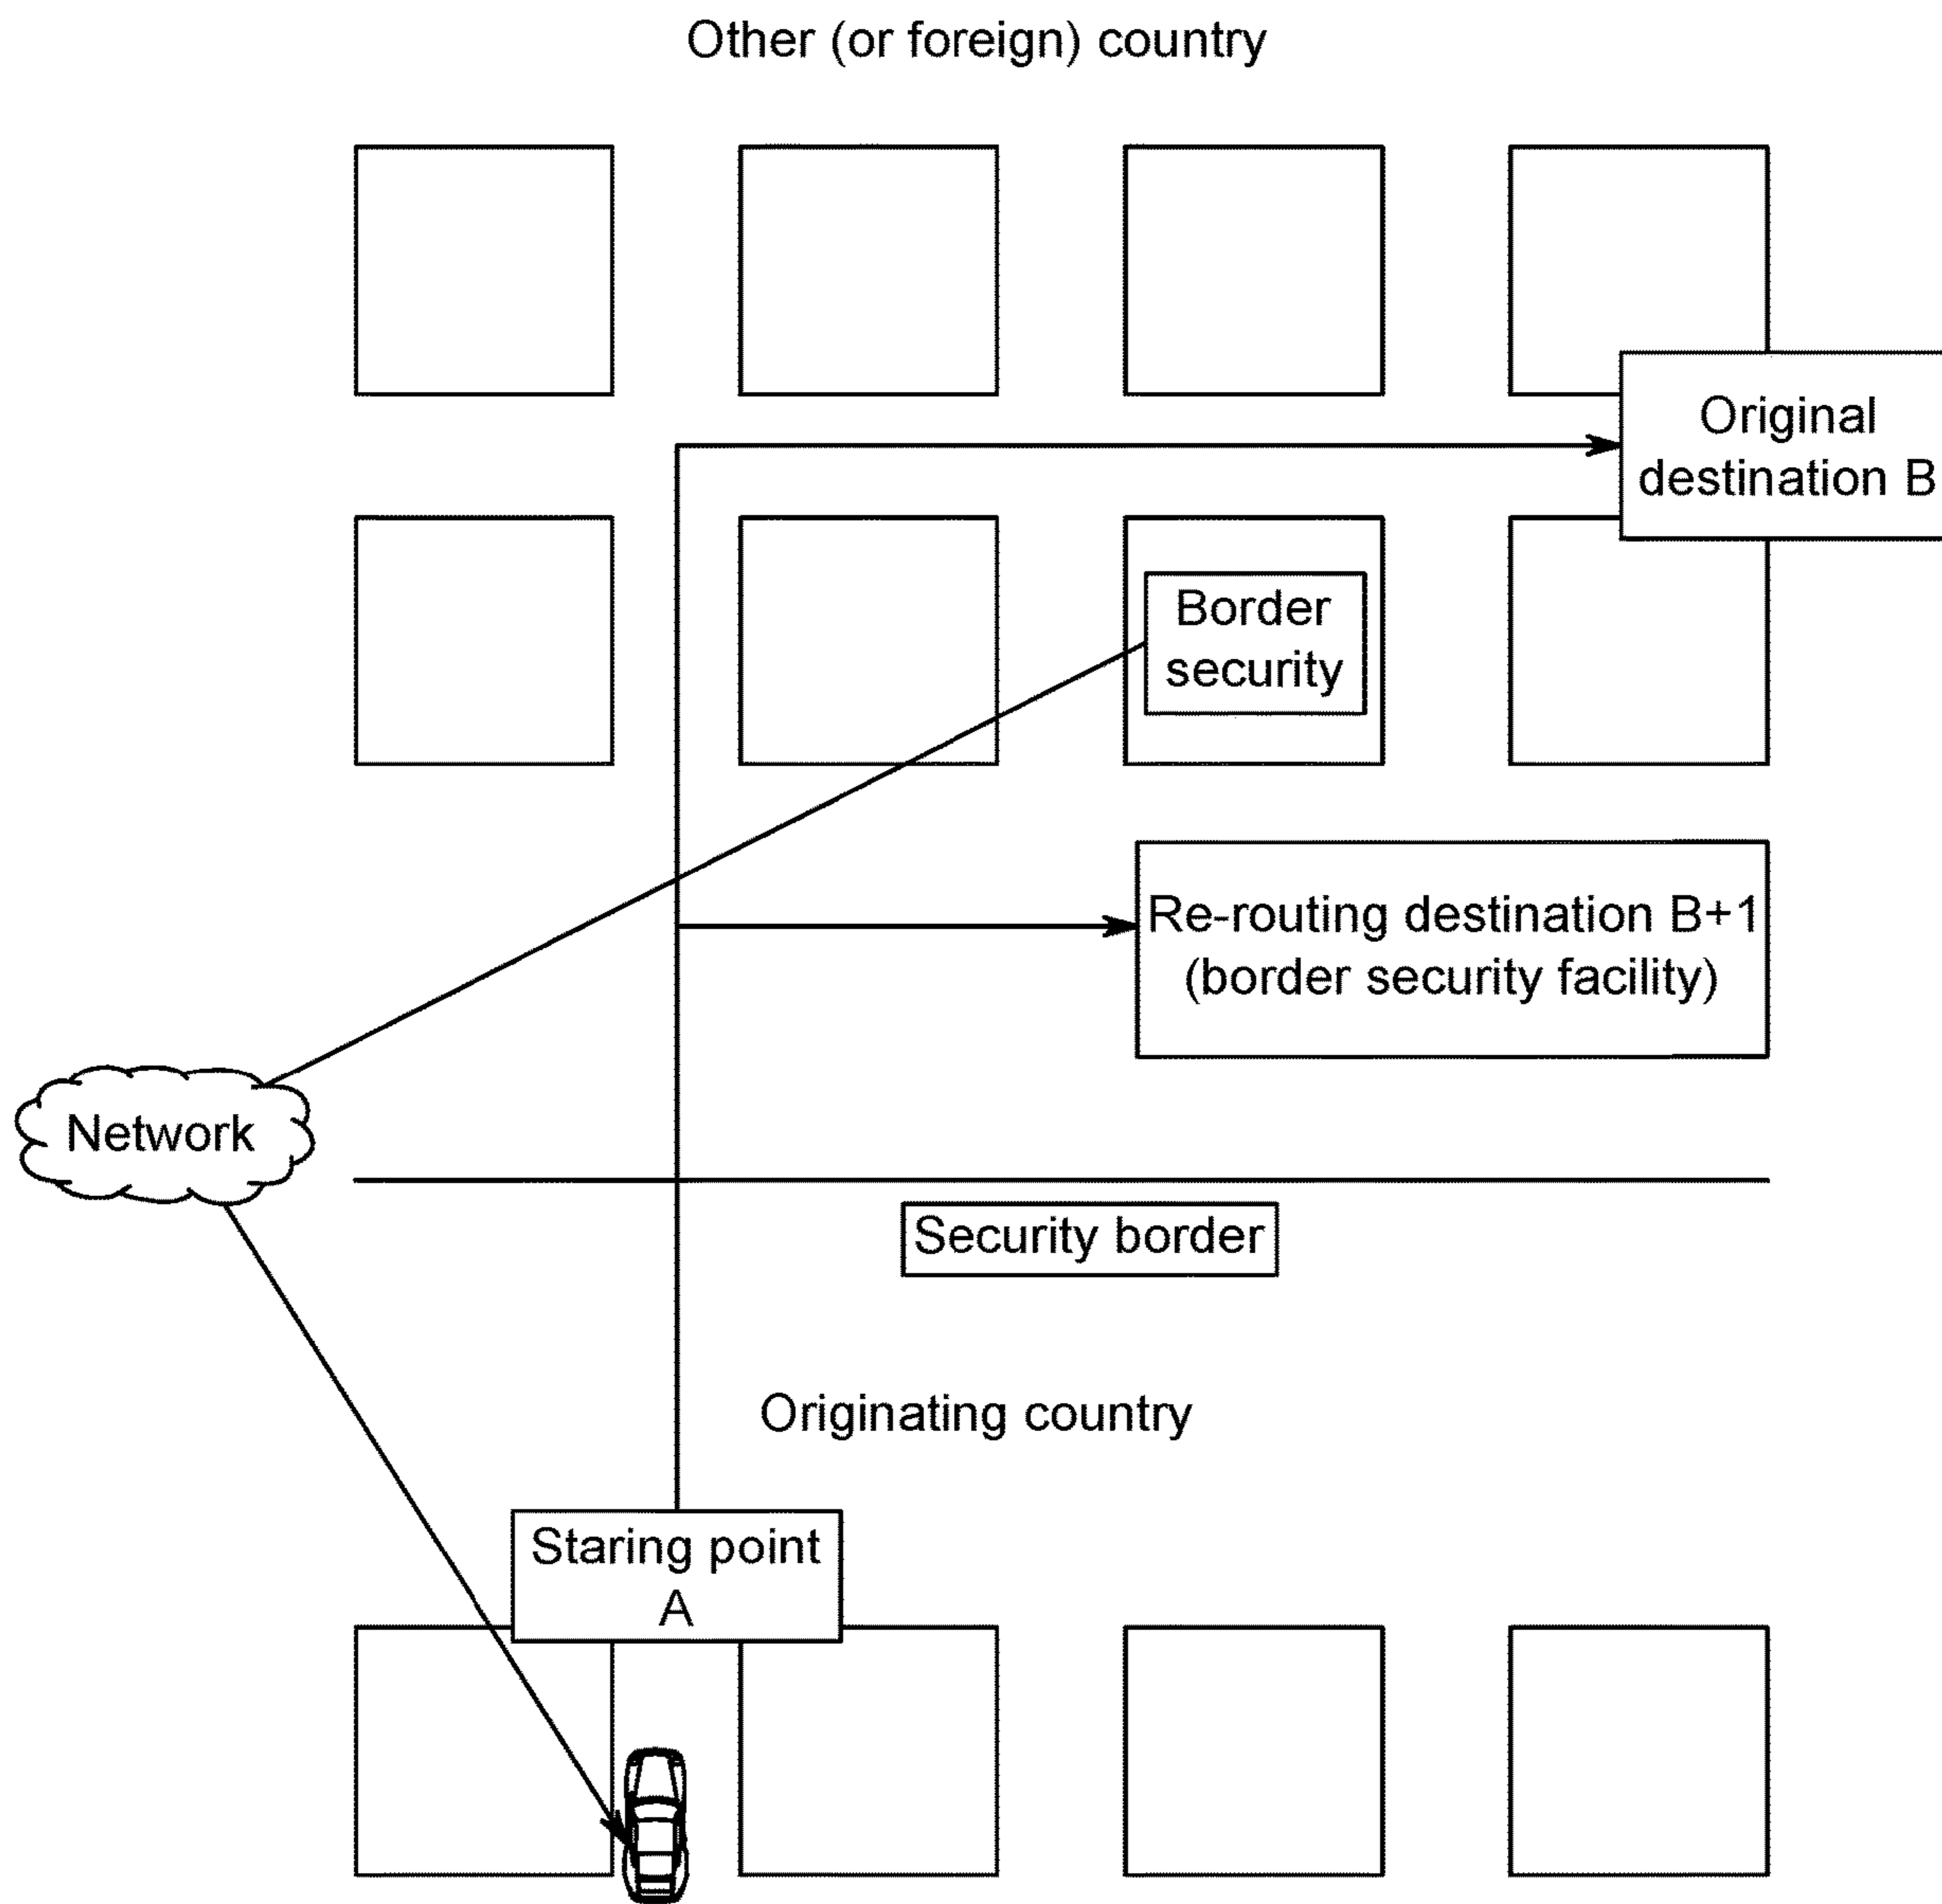 Other (or foreign) country
Original
destination B
Border
security
Re-routing destination B+1
(border security facility)
Network
Security border
Originating country
Staring point
A